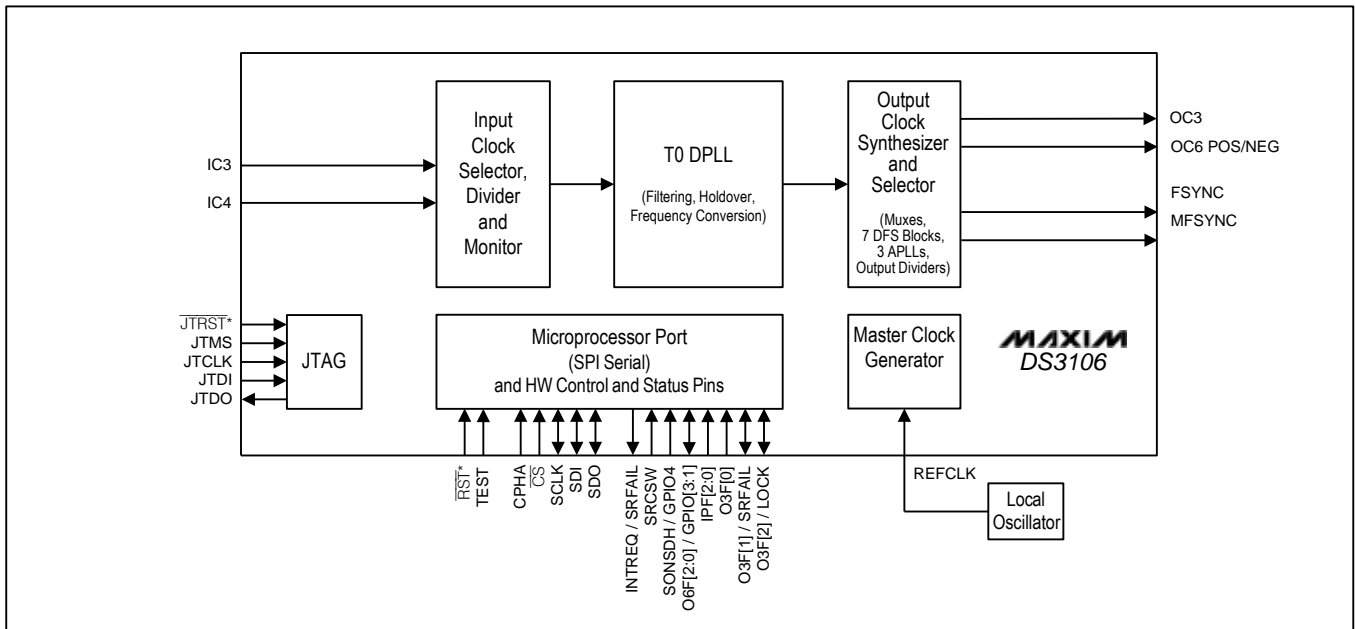 Input
Clock
Selector,
Divider
and
Monitor
T0 DPLL
(Filtering, Holdover,
Frequency Conversion)
Output
Clock
Synthesizer
and
Selector
(Muxes,
7 DFS Blocks,
3 APLLs,
Output Dividers)
IC3
IC4
OC3
OC6 POS/NEG
FSYNC
MFSYNC
JTRST*
JTMS
JTCLK
JTDI
JTDO
JTAG
Microprocessor Port
(SPI Serial)
and HW Control and Status Pins
Master Clock
Generator
MAXIM
DS3106
RST*
TEST
CPHA
CS
SCLK
SDI
SDO
INTREQ / SRFAIL
SRCSW
SONSDH / GPIO4
O6F[2:0] / GPIO[3:1]
IPF[2:0]
O3F[0]
O3F[1] / SRFAIL
O3F[2] / LOCK
REFCLK
Local
Oscillator